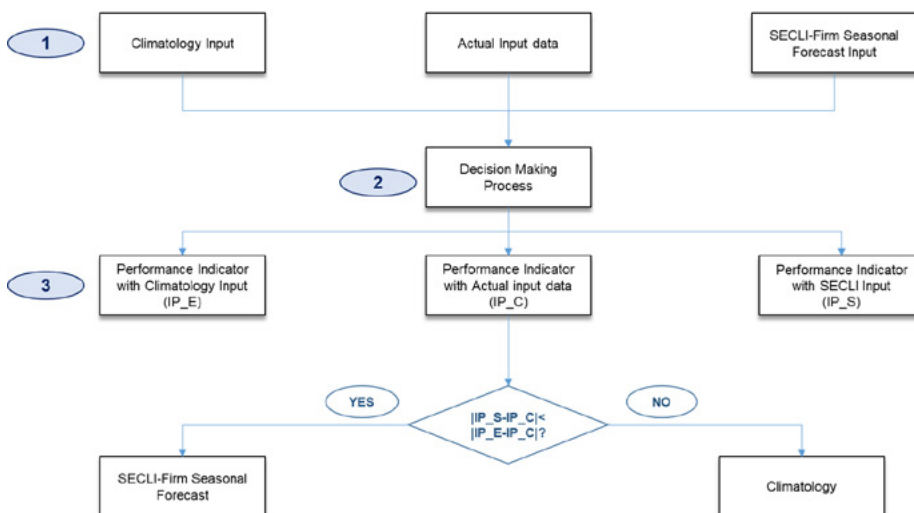 1
Climatology Input
Actual Input data
SECLI-Firm Seasonal
Forecast Input
2
Decision Making
Process
3
Performance Indicator
with Climatology Input
(IP_E)
Performance Indicator
with Actual input data
(IP_C)
Performance Indicator
with SECLI Input
(IP_S)
YES
|IP_S-IP_C|<
|IP_E-IP_C|?
NO
SECLI-Firm Seasonal
Forecast
Climatology